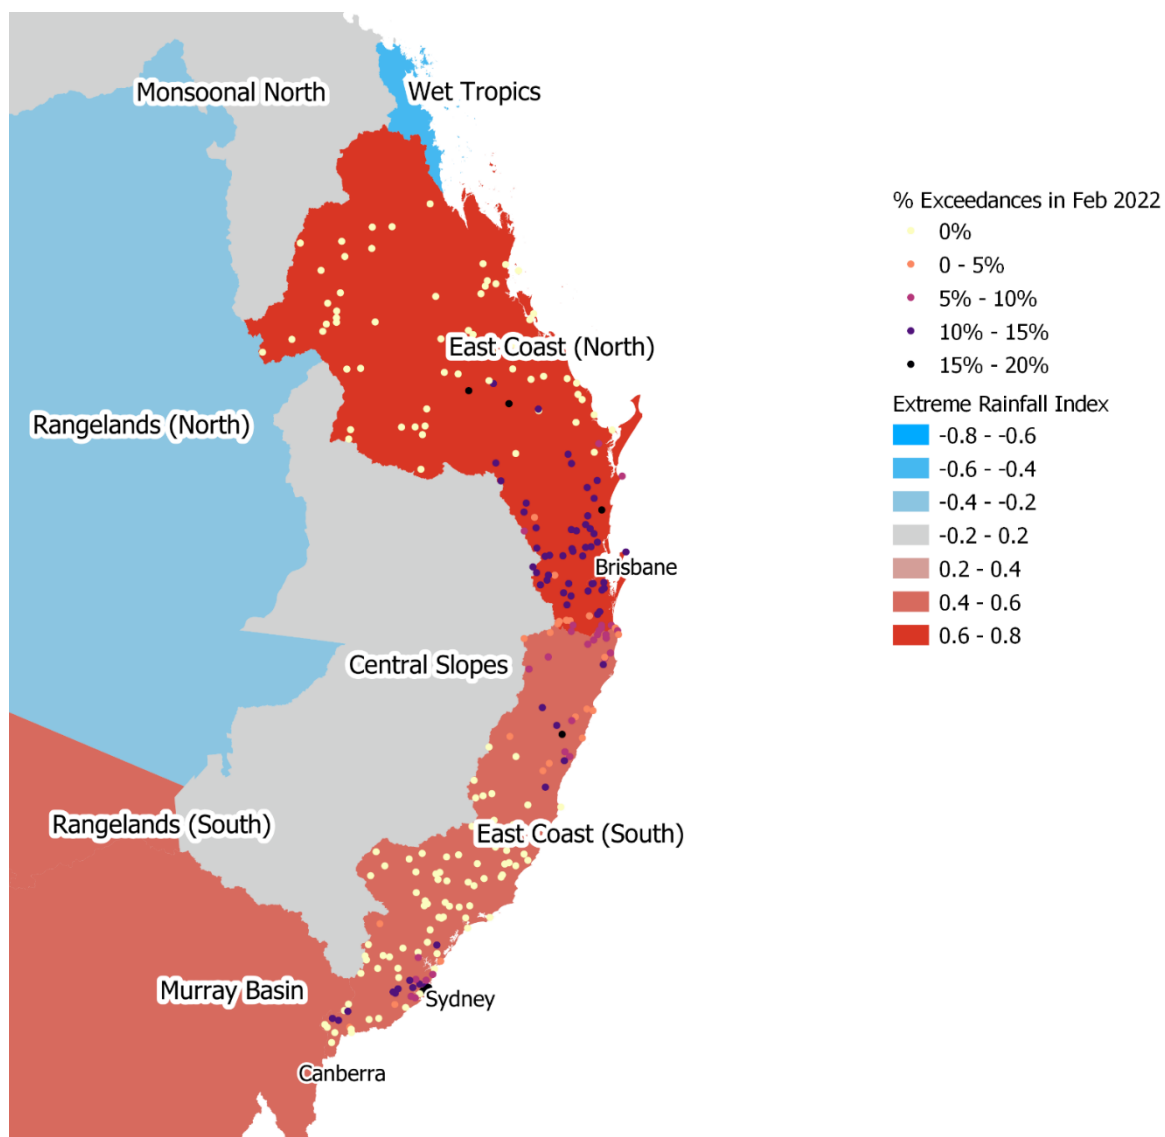 Monsoonal North
Wet Tropics
East Coast (North)
Rangelands (North)
Brisbane
Central Slopes
Rangelands (South)
East Coast (South)
Murray Basin
Sydney
Canberra
% Exceedances in Feb 2022
0%
0 - 5%
5% - 10%
10% - 15%
15% - 20%
Extreme Rainfall Index
-0.8 - -0.6
-0.6 - -0.4
-0.4 - -0.2
-0.2 - 0.2
0.2 - 0.4
0.4 - 0.6
0.6 - 0.8